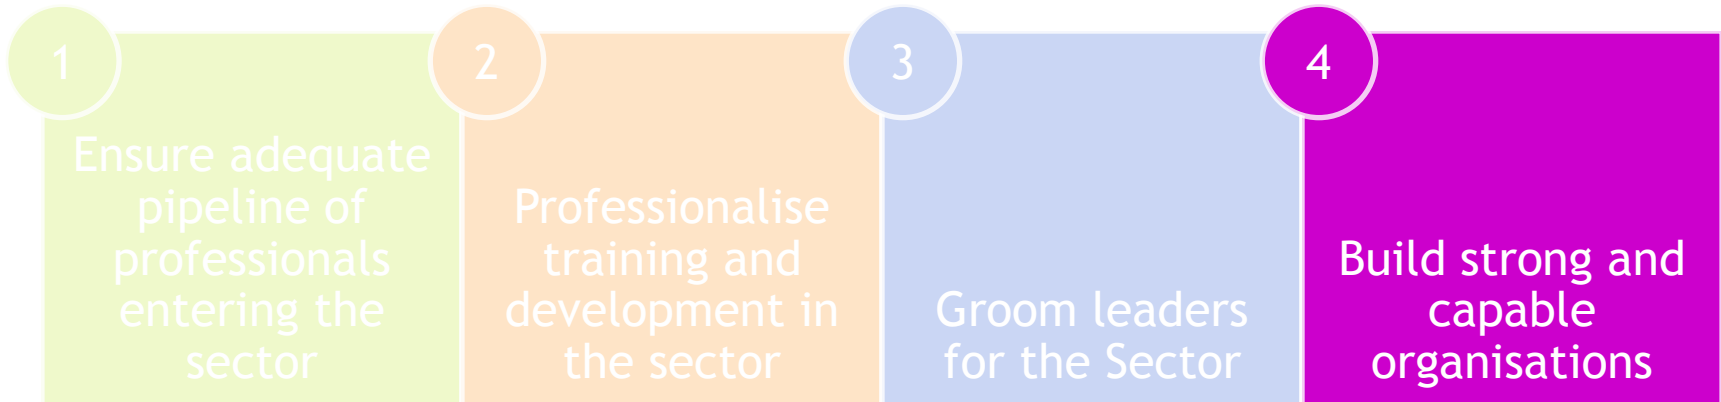 1
Ensure adequate
pipeline of
professionals
entering the
sector
2
Professionalise
training and
development in
the sector
3
Groom leaders
for the Sector
4
Build strong and
capable
organisations